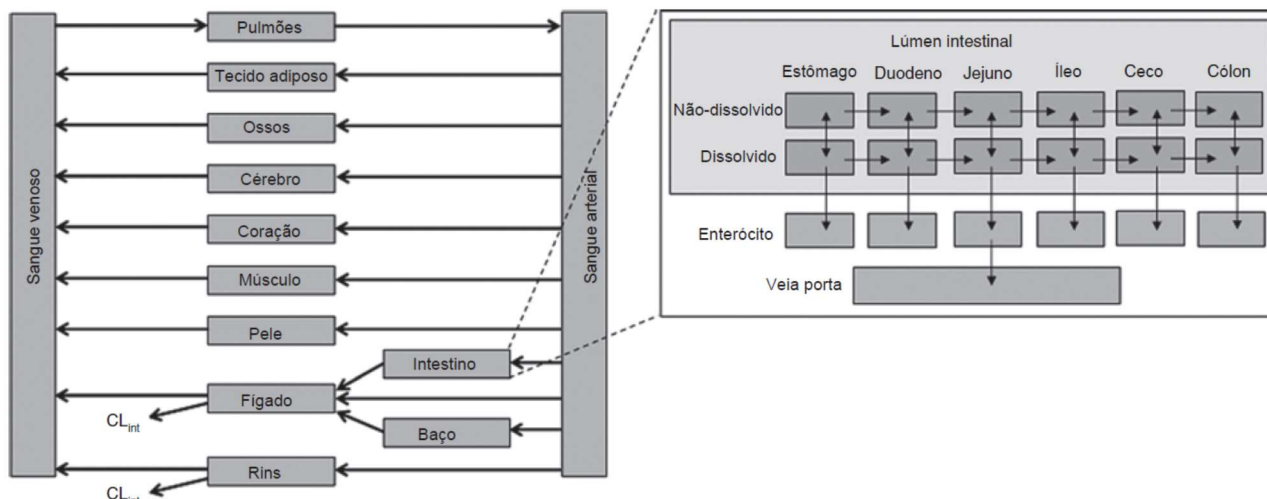 Pulmões
Tecido adiposo
Ossos
Cérebro
Coração
Músculo
Pele
Intestino
Fígado
CLint
Baço
Rins
CLint
Sangue venoso
Sangue arterial
Lúmen intestinal
Estômago Duodeno Jejuno Íleo Ceco Cólon
Não-dissolvido
Dissolvido
Enterócito
Veia porta